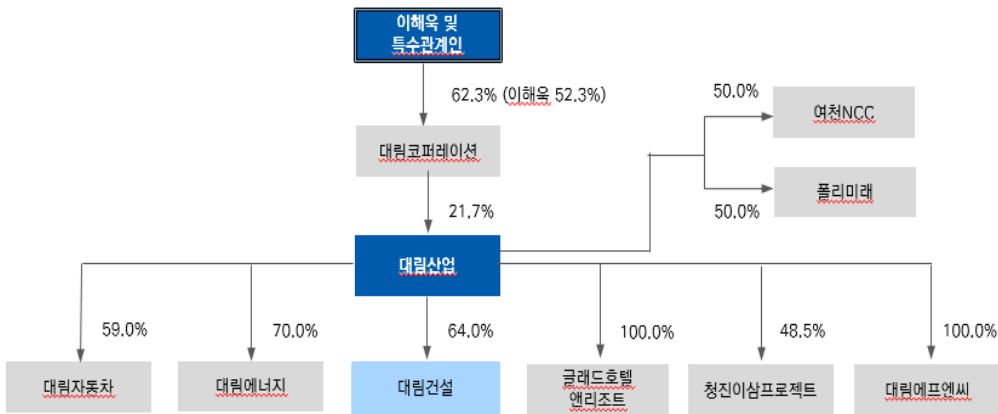 이해욱 및
특수관계인
62.3% (이해욱 52.3%)
50.0%
여천NCC
대림코퍼레이션
폴리미래
21.7%
50.0%
대림산업
59.0%
70.0%
64.0%
100.0%
48.5%
100.0%
대림자동차
대림에너지
대림건설
글래드호텔
앤리조트
청진이삼프로젝트
대림에프엔씨